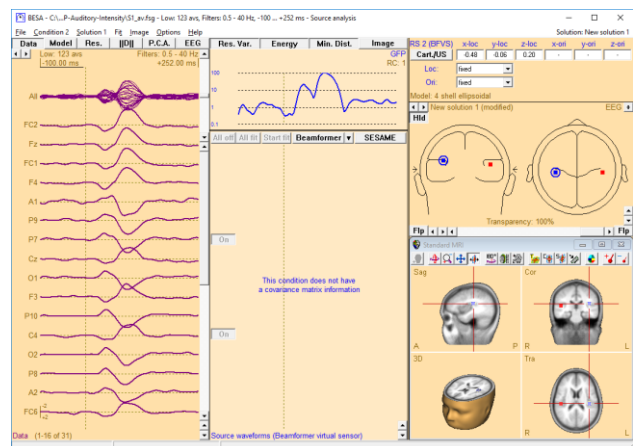 BESA - C:\...P-Auditory-Intensity\S1_av.fsg - Low: 123 avs, Filters: 0.5 - 40 Hz, -100 ... +252 ms - Source analysis
File Condition 2 Solution 1 Fit Image Options Help
Solution: New solution 1
Data Model Res. ||D|| P.C.A. EEG
Res. Var. Energy Min. Dist. Image
RS 2 (BFVS) x-loc y-loc z-loc x-ori y-ori z-ori
Low: 123 avs Filters: 0.5 - 40 Hz
-100.00 ms +252.00 ms
GFP
RC: 1
100
10
1
0.1
Cart./US -0.48 -0.06 0.20 - - -
Loc: fixed
Ori: fixed
Model: 4 shell ellipsoidal
New solution 1 (modified) EEG
Hld
All off All fit Start fit Beamformer SESAME
All
FC2
Fz
FC1
F4
A1
P9
P7
Cz
O1
F3
P10
C4
O2
P8
A2
FC6
-2
+2
On
This condition does not have
a covariance matrix information
On
Transparency: 100%
Flp Flp
Standard MRI
Sag Cor
A P R L
3D Tra
R L
Data (1-16 of 31)
Source waveforms (Beamformer virtual sensor)